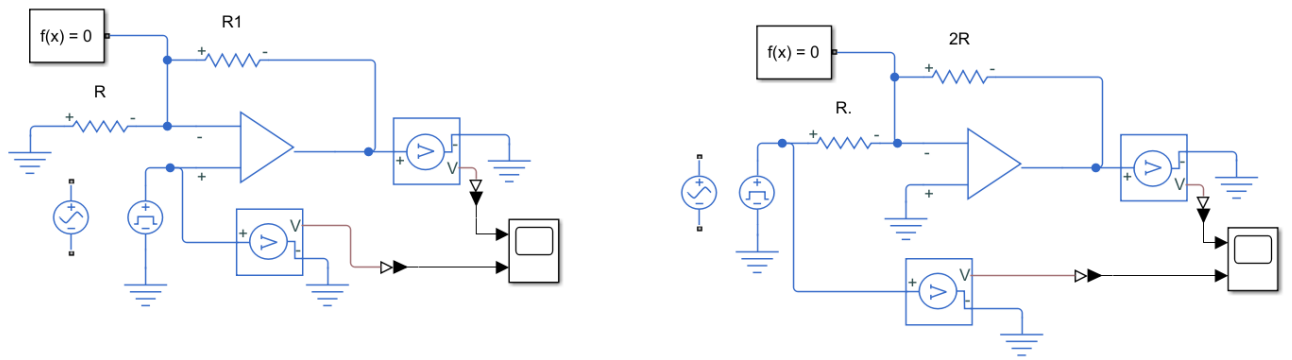 R1
f(x) = 0
+ -
R
+ -
-
+
+ - V
+ V -
2R
f(x) = 0
+ -
R.
+ -
-
+
+ - V
+ V -